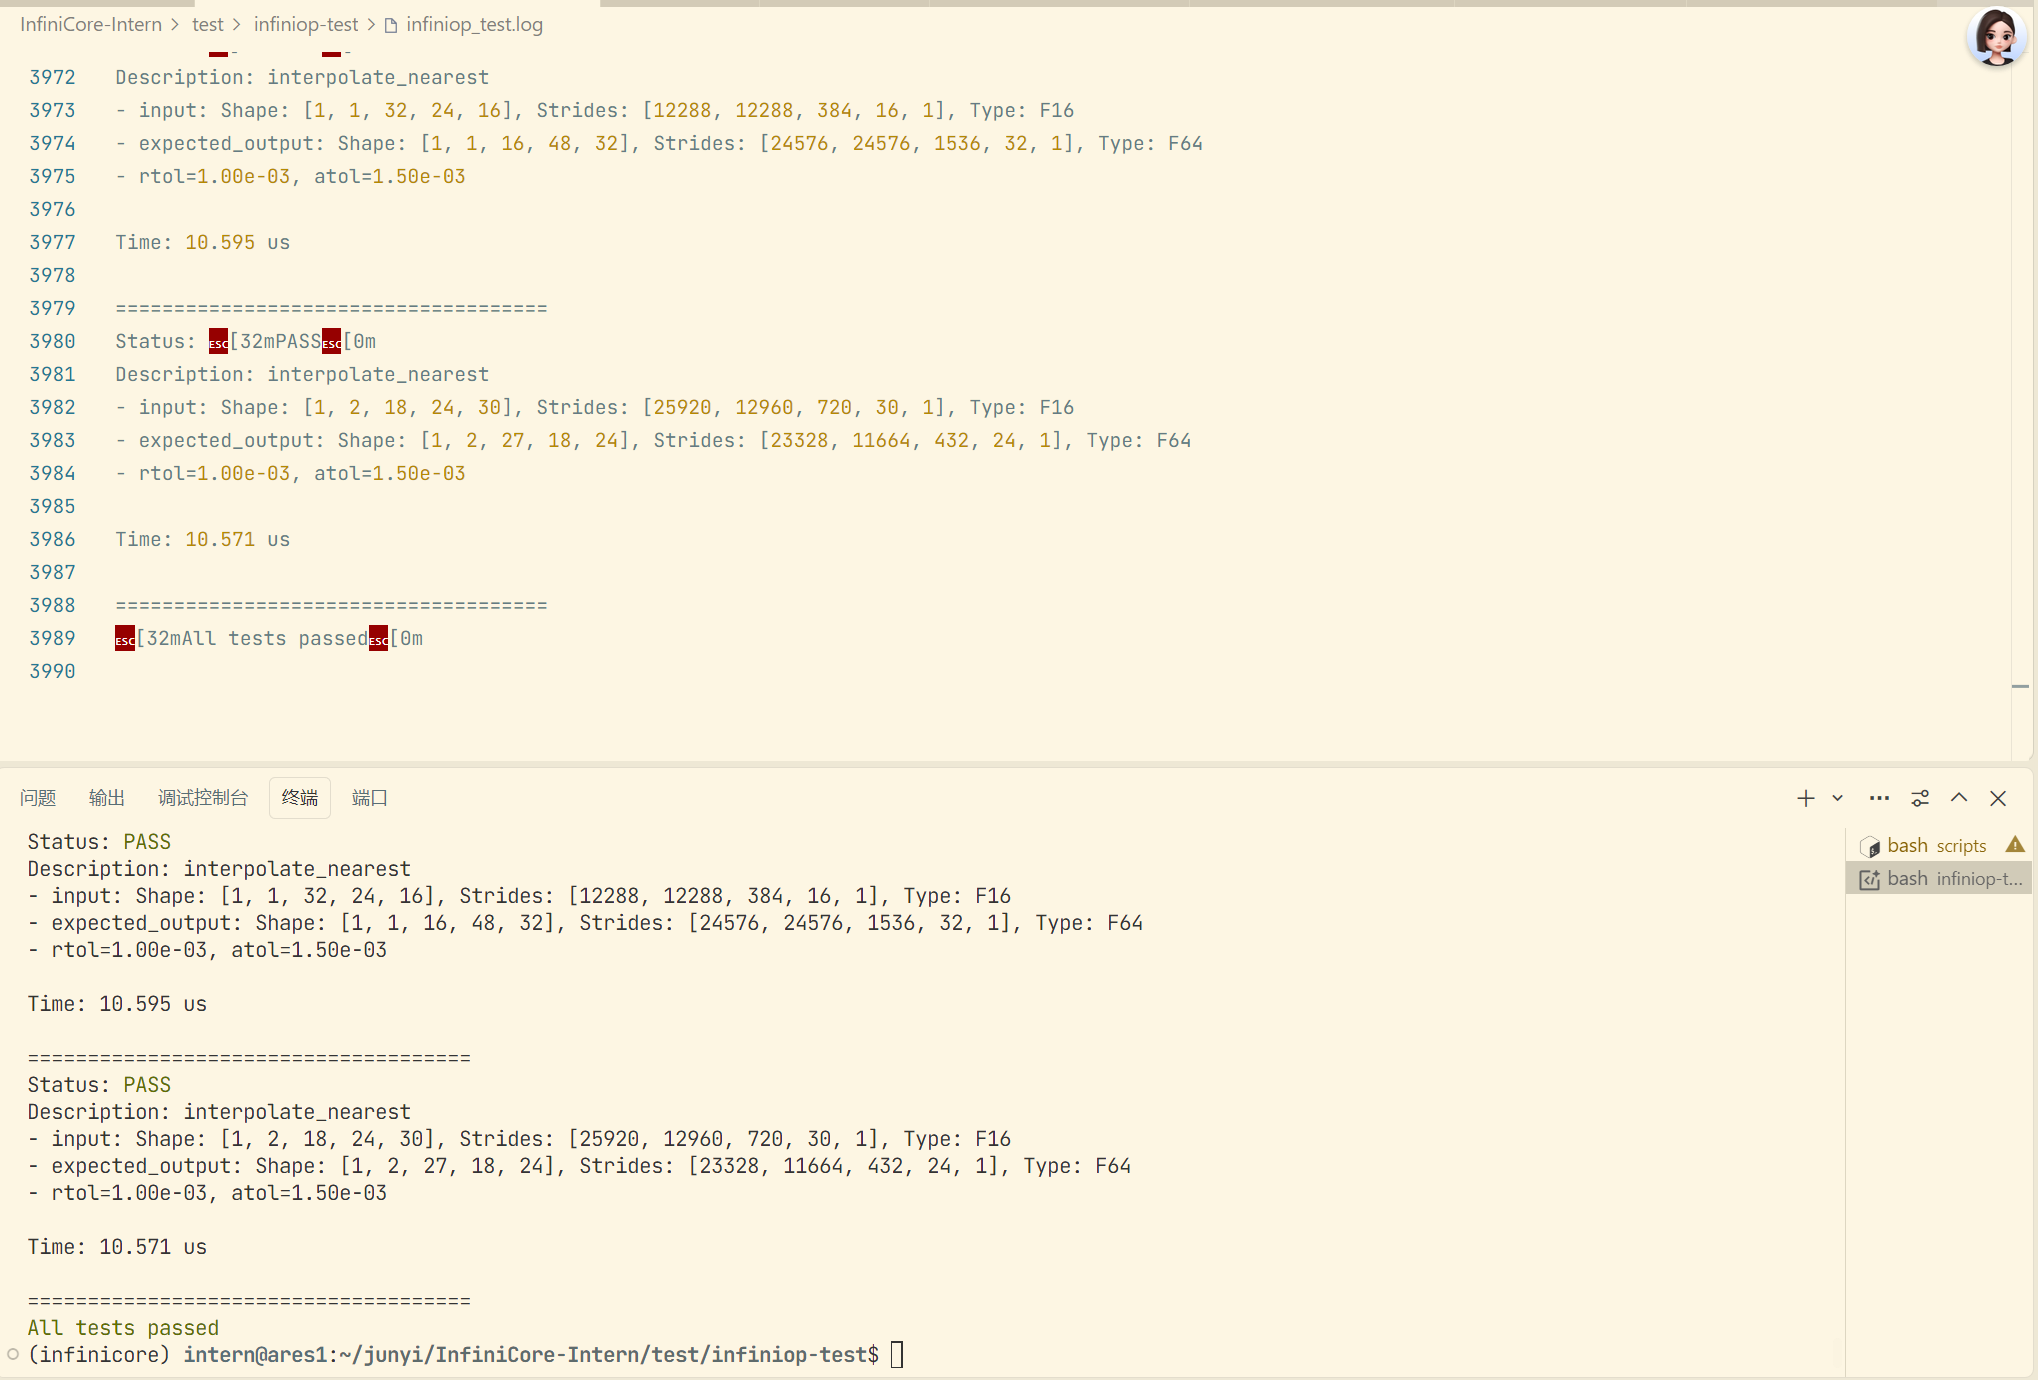 InfiniCore-Intern > test > infiniop-test > infiniop_test.log
3972 Description: interpolate_nearest
3973 - input: Shape: [1, 1, 32, 24, 16], Strides: [12288, 12288, 384, 16, 1], Type: F16
3974 - expected_output: Shape: [1, 1, 16, 48, 32], Strides: [24576, 24576, 1536, 32, 1], Type: F64
3975 - rtol=1.00e-03, atol=1.50e-03
3976
3977 Time: 10.595 us
3978
3979 =====================================
3980 Status: ESC[32mPASSESC[0m
3981 Description: interpolate_nearest
3982 - input: Shape: [1, 2, 18, 24, 30], Strides: [25920, 12960, 720, 30, 1], Type: F16
3983 - expected_output: Shape: [1, 2, 27, 18, 24], Strides: [23328, 11664, 432, 24, 1], Type: F64
3984 - rtol=1.00e-03, atol=1.50e-03
3985
3986 Time: 10.571 us
3987
3988 =====================================
3989 ESC[32mAll tests passedESC[0m
3990
问题 输出 调试控制台 终端 端口
Status: PASS
Description: interpolate_nearest
- input: Shape: [1, 1, 32, 24, 16], Strides: [12288, 12288, 384, 16, 1], Type: F16
- expected_output: Shape: [1, 1, 16, 48, 32], Strides: [24576, 24576, 1536, 32, 1], Type: F64
- rtol=1.00e-03, atol=1.50e-03
Time: 10.595 us
=====================================
Status: PASS
Description: interpolate_nearest
- input: Shape: [1, 2, 18, 24, 30], Strides: [25920, 12960, 720, 30, 1], Type: F16
- expected_output: Shape: [1, 2, 27, 18, 24], Strides: [23328, 11664, 432, 24, 1], Type: F64
- rtol=1.00e-03, atol=1.50e-03
Time: 10.571 us
=====================================
All tests passed
(infinicore) intern@ares1:~/junyi/InfiniCore-Intern/test/infiniop-test$
bash scripts
bash infiniop-t...